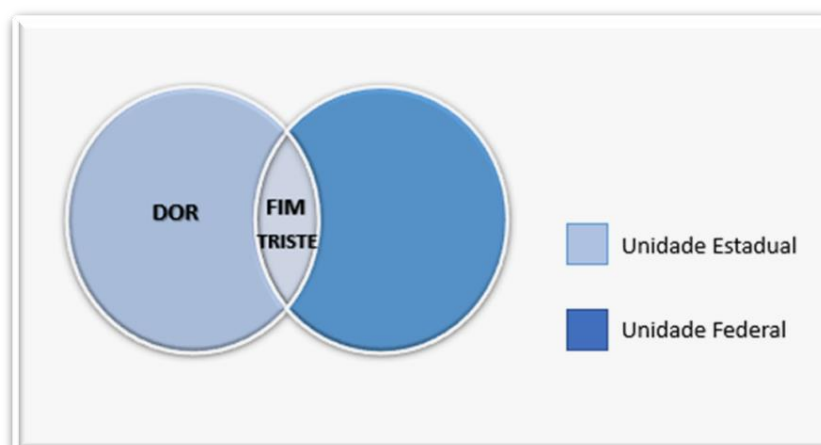 DOR
FIM
TRISTE
Unidade Estadual
Unidade Federal